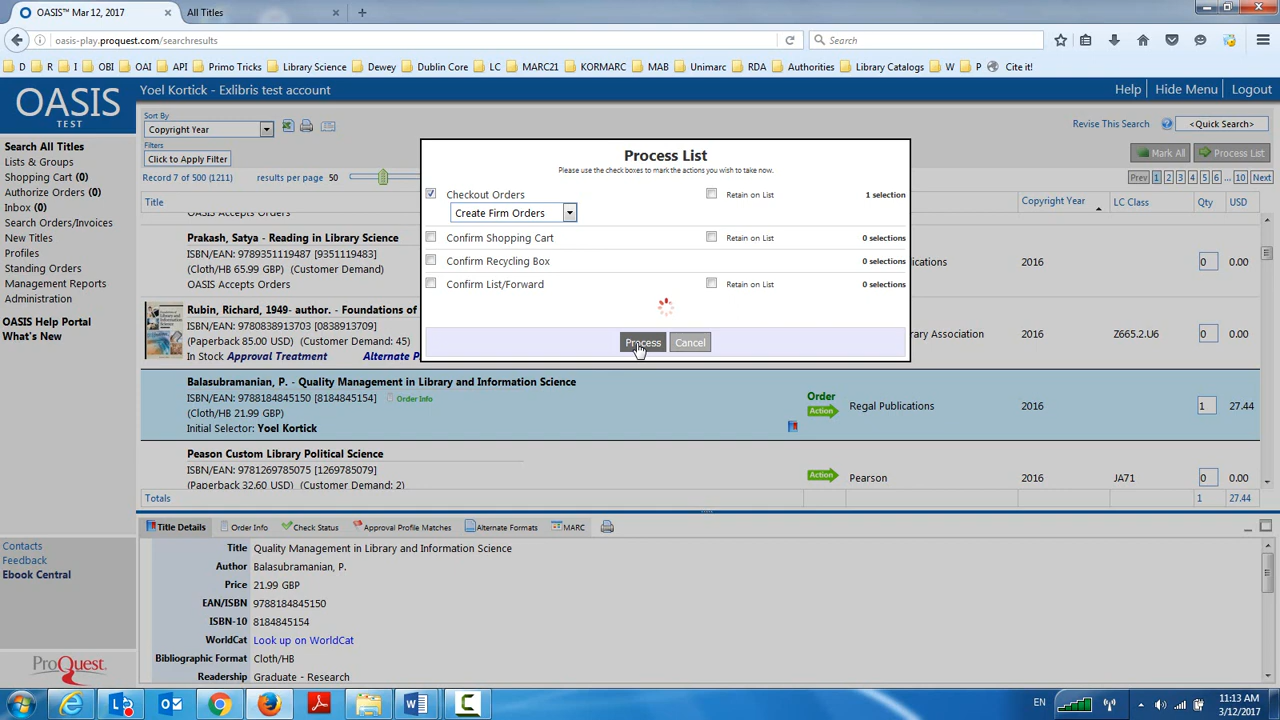 OASIS™ Mar 12, 2017 × All Titles × +
oasis-play.proquest.com/searchresults Search
D R I OBI OAI API Primo Tricks Library Science Dewey Dublin Core LC MARC21 KORMARC MAB Unimarc RDA Authorities Library Catalogs W P Cite it!
OASIS
TEST
Yoel Kortick - Exlibris test account
Help Hide Menu Logout
Search All Titles
Lists & Groups
Shopping Cart (0)
Authorize Orders (0)
Inbox (0)
Search Orders/Invoices
New Titles
Profiles
Standing Orders
Management Reports
Administration
OASIS Help Portal
What's New
Contacts
Feedback
Ebook Central
ProQuest
Sort By
Copyright Year
Filters
Click to Apply Filter
Revise This Search <Quick Search>
Mark All Process List
Record 7 of 500 (1211) results per page 50
Prev 1 2 3 4 5 6 7 ... 10 Next
Title Copyright Year LC Class Qty USD
OASIS Accepts Orders
Prakash, Satya - Reading in Library Science
ISBN/EAN: 9789351119487 [9351119483]
(Cloth/HB 65.99 GBP) (Customer Demand)
OASIS Accepts Orders
2016 0 0.00
Rubin, Richard, 1949- author. - Foundations of
ISBN/EAN: 9780838913703 [0838913709]
(Paperback 85.00 USD) (Customer Demand: 45)
In Stock Approval Treatment Alternate
2016 Z665.2.U6 0 0.00
Balasubramanian, P. - Quality Management in Library and Information Science
ISBN/EAN: 9788184845150 [8184845154] Order Info
(Cloth/HB 21.99 GBP)
Initial Selector: Yoel Kortick
Order
Action Regal Publications 2016 1 27.44
Peason Custom Library Political Science
ISBN/EAN: 9781269785075 [1269785079]
(Paperback 32.60 USD) (Customer Demand: 2)
Action Pearson 2016 JA71 0 0.00
Totals 1 27.44
Process List
Please use the check boxes to mark the actions you wish to take now.
Checkout Orders Retain on List 1 selection
Create Firm Orders
Confirm Shopping Cart Retain on List 0 selections
Confirm Recycling Box 0 selections
Confirm List/Forward Retain on List 0 selections
Process Cancel
Title Details Order Info Check Status Approval Profile Matches Alternate Formats MARC
Title Quality Management in Library and Information Science
Author Balasubramanian, P.
Price 21.99 GBP
EAN/ISBN 9788184845150
ISBN-10 8184845154
WorldCat Look up on WorldCat
Bibliographic Format Cloth/HB
Readership Graduate - Research
EN
11:13 AM
3/12/2017